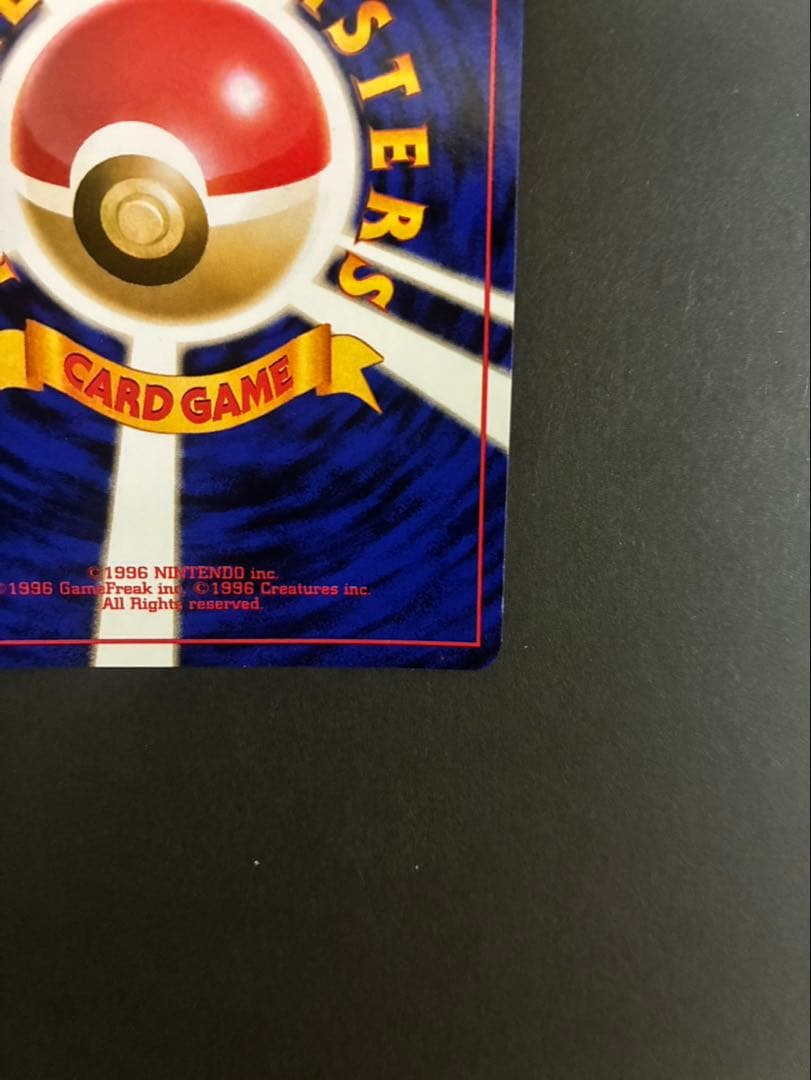 STERS
CARD GAME
©1996 NINTENDO inc.
©1996 GameFreak inc. ©1996 Creatures inc.
All Rights reserved.